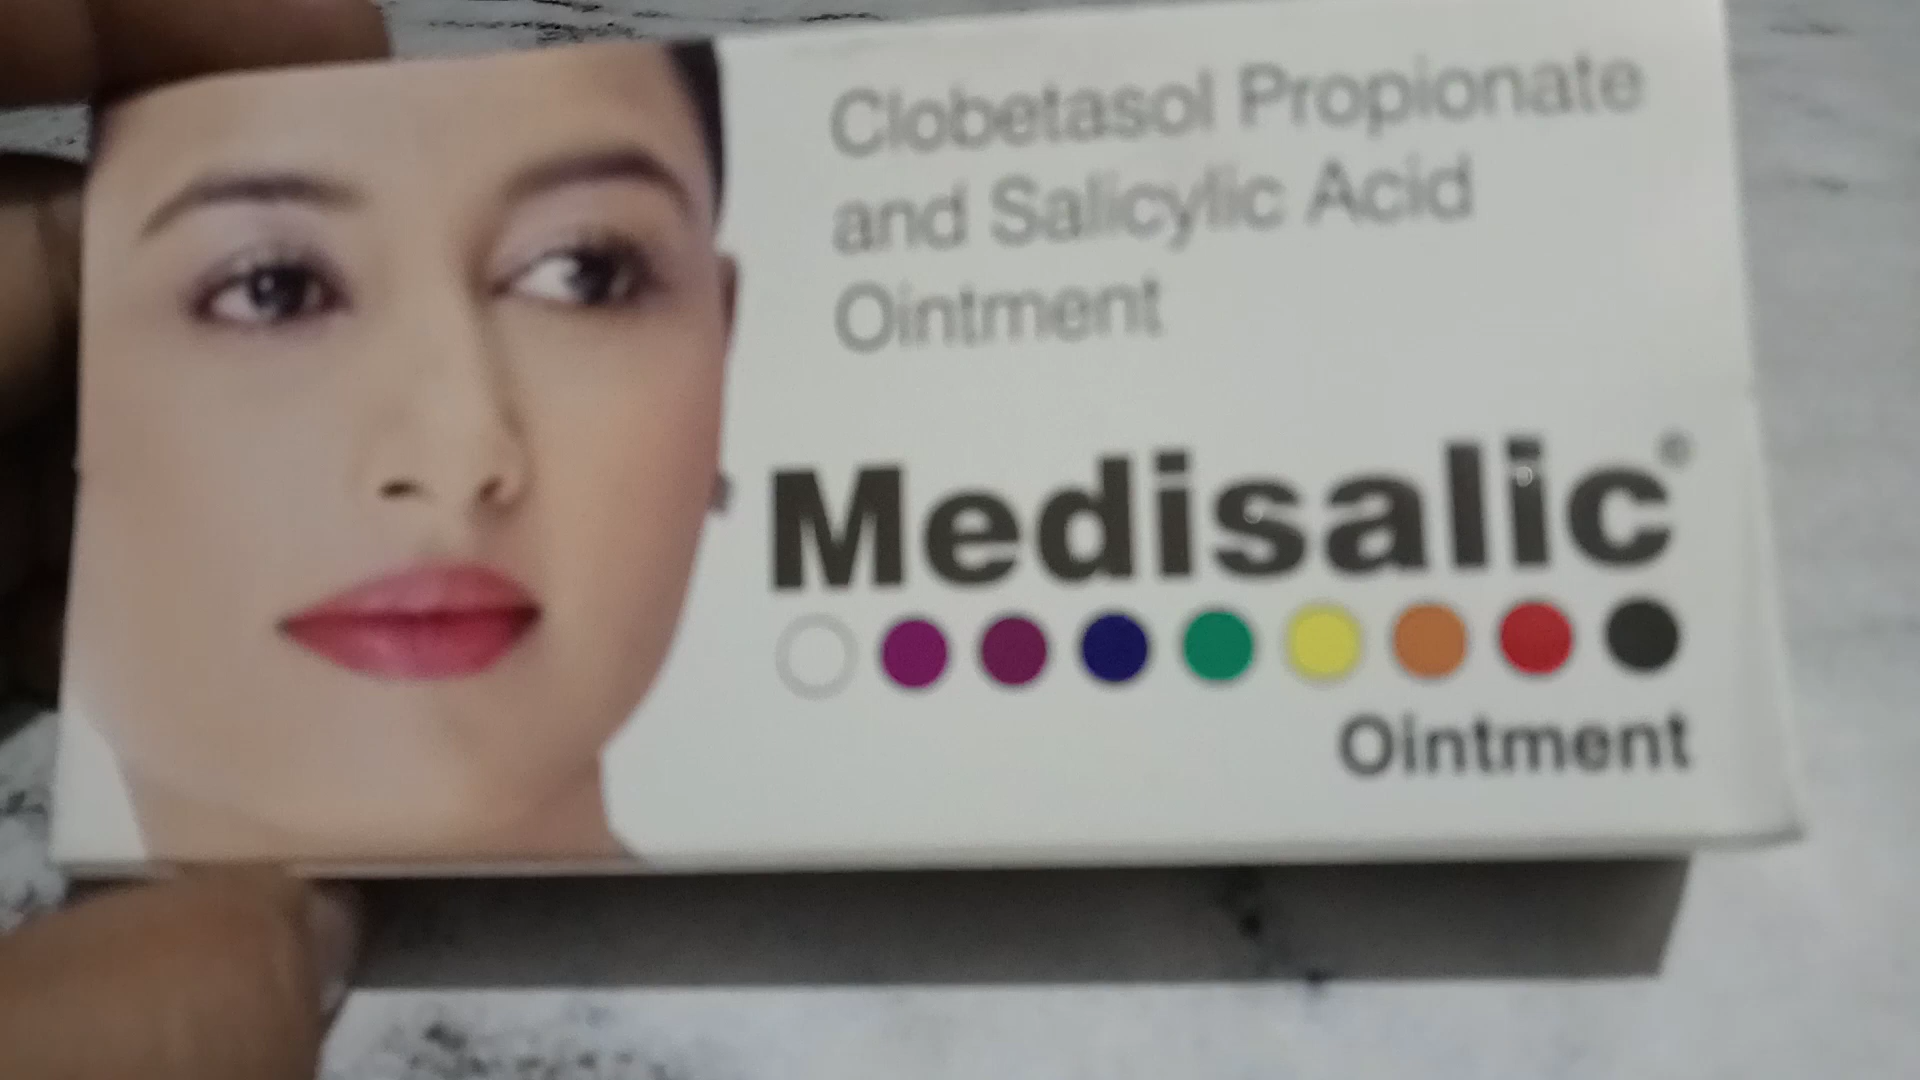 Clobetasol Propionate
and Salicylic Acid
Ointment
Medisalic
Ointment